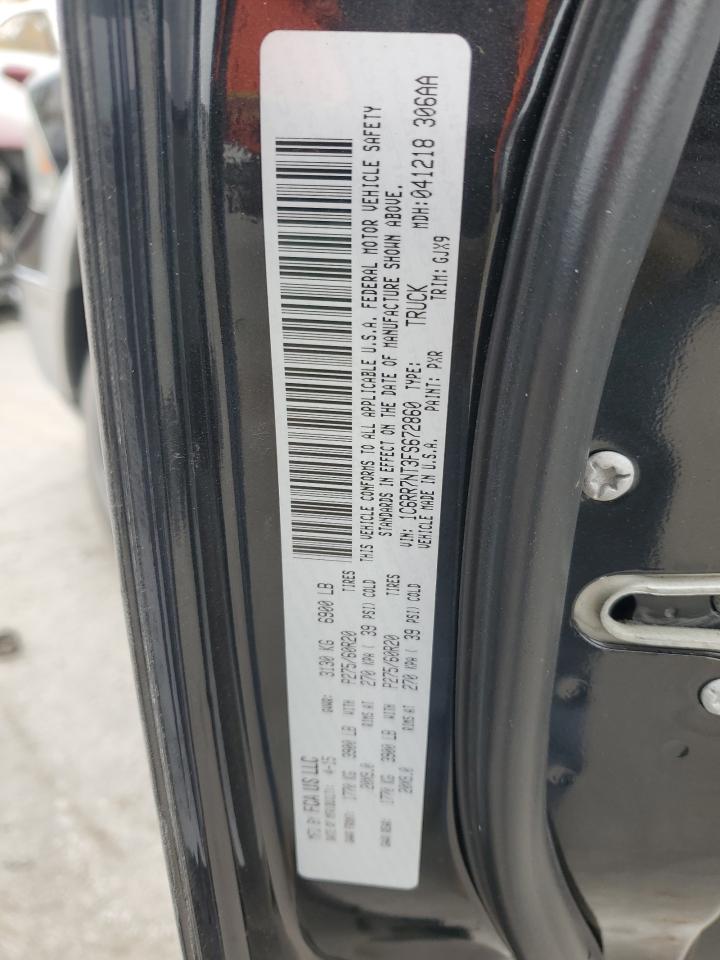 MFD BY FCA US LLC
DATE OF MFR: 4-15 GVWR: 3130 KG 6900 LB
GAWR FRONT: 1770 KG 3900 LB WITH P275/60R20 TIRES
20X9.0 RIMS AT 270 KPA ( 39 PSI) COLD
GAWR REAR: 1770 KG 3900 LB WITH P275/60R20 TIRES
20X9.0 RIMS AT 270 KPA ( 39 PSI) COLD
THIS VEHICLE CONFORMS TO ALL APPLICABLE U.S.A. FEDERAL MOTOR VEHICLE SAFETY
STANDARDS IN EFFECT ON THE DATE OF MANUFACTURE SHOWN ABOVE.
VIN: 1C6RR7NT3FS672860 TYPE: TRUCK MDH:041218 306AA
VEHICLE MADE IN U.S.A. PAINT: PXR TRIM: GJX9